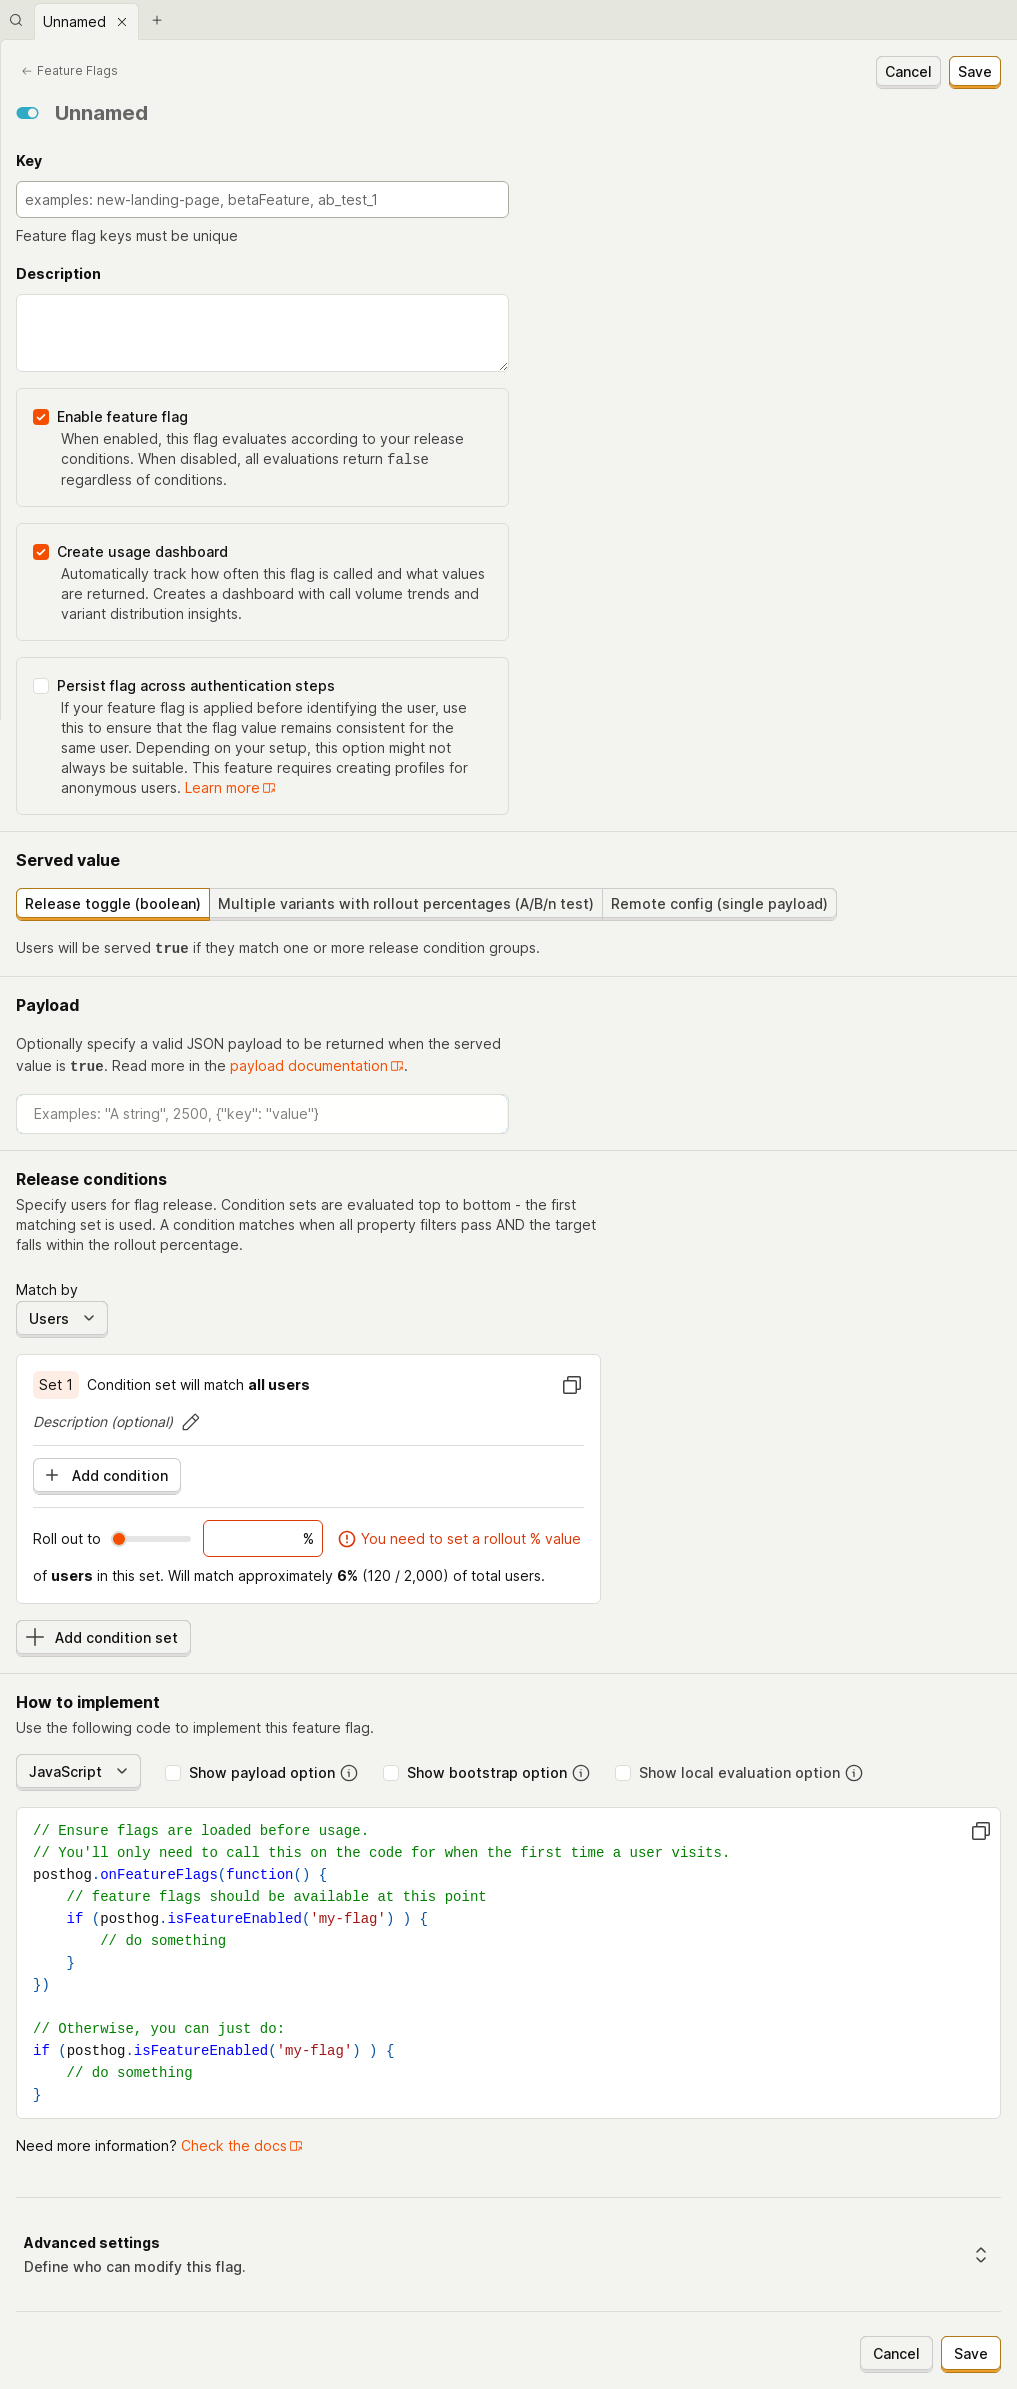 Unnamed
Feature Flags
Cancel
Save
Unnamed
Key
examples: new-landing-page, betaFeature, ab_test_1
Feature flag keys must be unique
Description
Enable feature flag
When enabled, this flag evaluates according to your release
conditions. When disabled, all evaluations return false
regardless of conditions.
Create usage dashboard
Automatically track how often this flag is called and what values
are returned. Creates a dashboard with call volume trends and
variant distribution insights.
Persist flag across authentication steps
If your feature flag is applied before identifying the user, use
this to ensure that the flag value remains consistent for the
same user. Depending on your setup, this option might not
always be suitable. This feature requires creating profiles for
anonymous users. Learn more
Served value
Release toggle (boolean)
Multiple variants with rollout percentages (A/B/n test)
Remote config (single payload)
Users will be served true if they match one or more release condition groups.
Payload
Optionally specify a valid JSON payload to be returned when the served
value is true. Read more in the payload documentation.
Examples: "A string", 2500, {"key": "value"}
Release conditions
Specify users for flag release. Condition sets are evaluated top to bottom - the first
matching set is used. A condition matches when all property filters pass AND the target
falls within the rollout percentage.
Match by
Users
Set 1 Condition set will match all users
Description (optional)
Add condition
Roll out to % You need to set a rollout % value
of users in this set. Will match approximately 6% (120 / 2,000) of total users.
Add condition set
How to implement
Use the following code to implement this feature flag.
JavaScript
Show payload option
Show bootstrap option
Show local evaluation option
// Ensure flags are loaded before usage.
// You'll only need to call this on the code for when the first time a user visits.
posthog.onFeatureFlags(function() {
    // feature flags should be available at this point
    if (posthog.isFeatureEnabled('my-flag') ) {
        // do something
    }
})
// Otherwise, you can just do:
if (posthog.isFeatureEnabled('my-flag') ) {
    // do something
}
Need more information? Check the docs
Advanced settings
Define who can modify this flag.
Cancel
Save